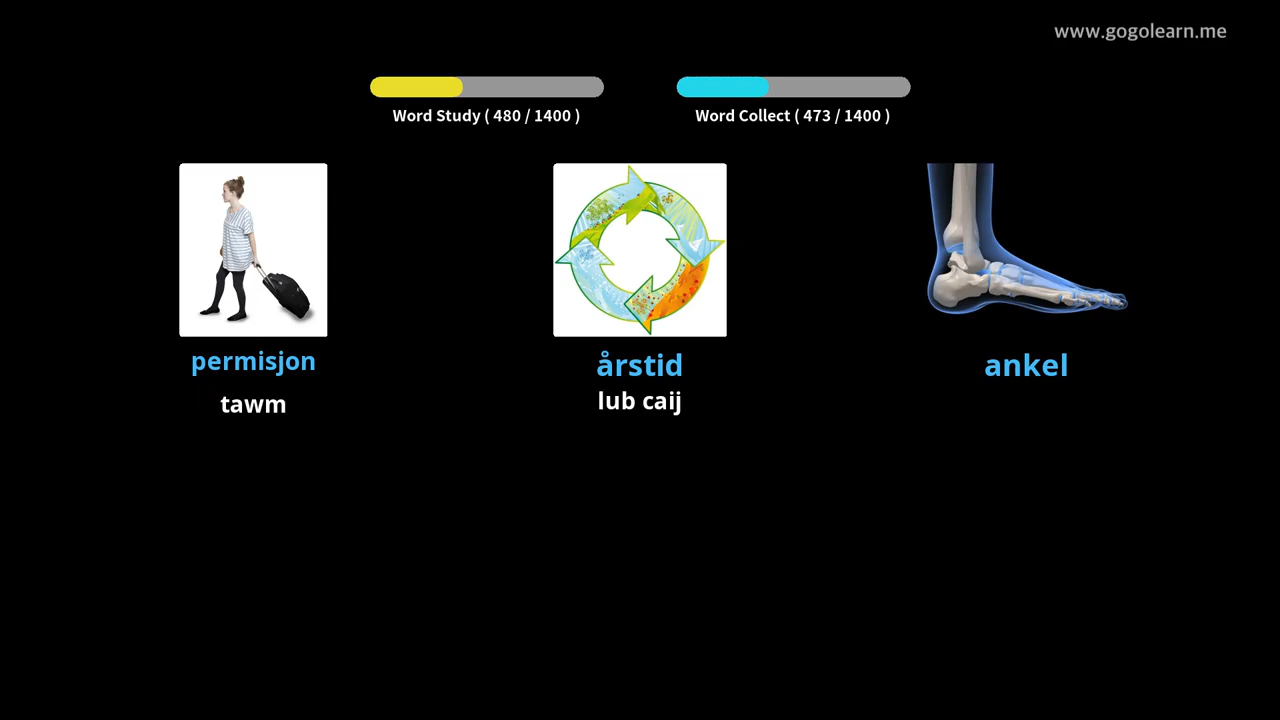 www.gogolearn.me
Word Study ( 480 / 1400 )
Word Collect ( 473 / 1400 )
permisjon
årstid
ankel
tawm
lub caij